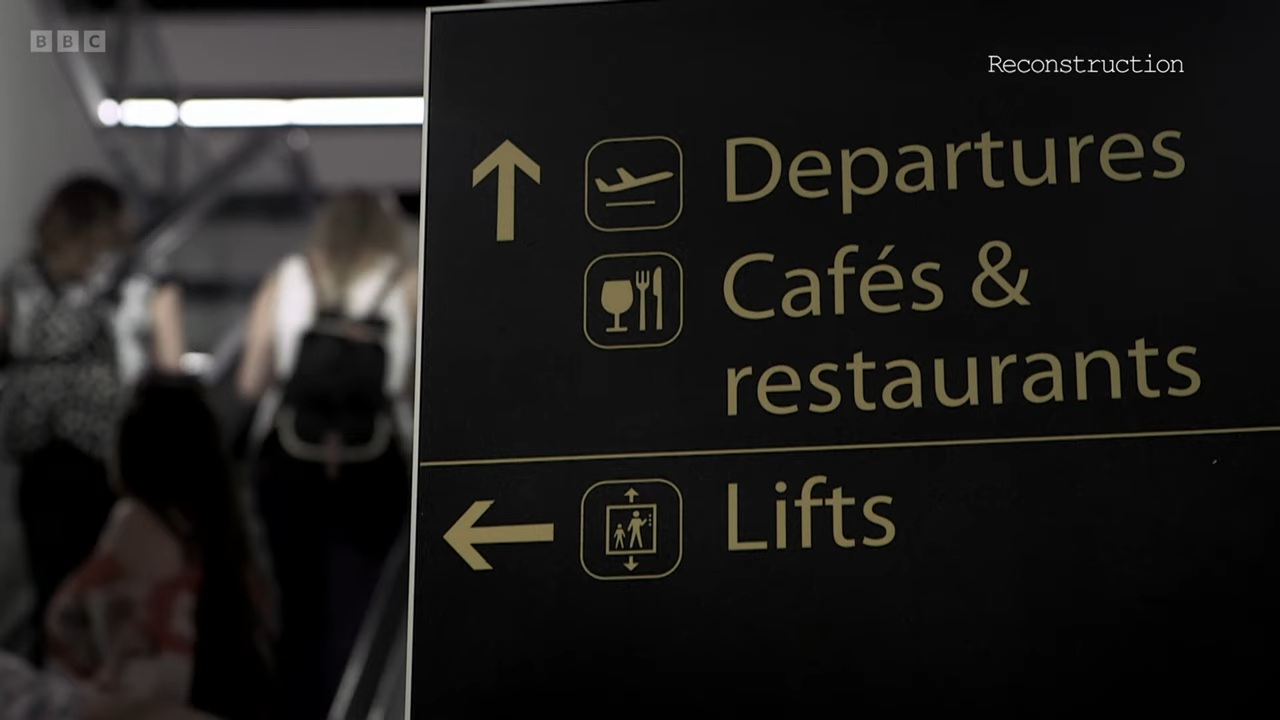 BBC
Reconstruction
Departures
Cafés &
restaurants
Lifts